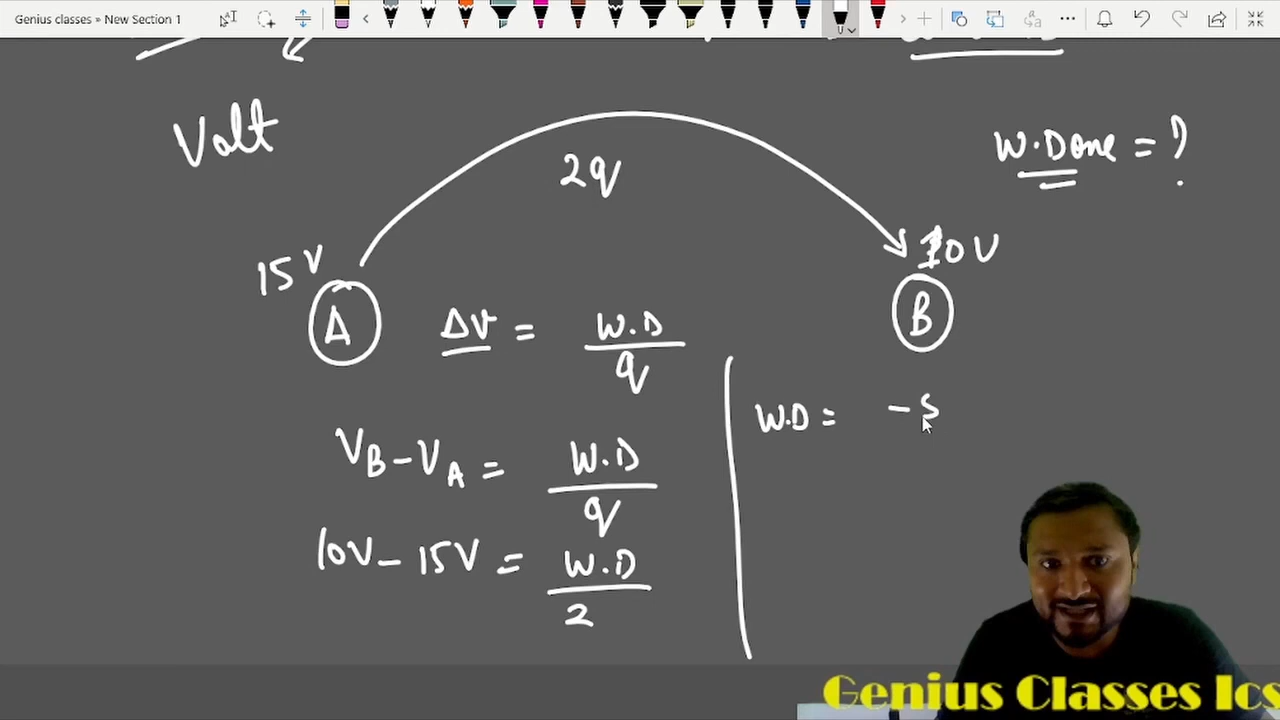 Genius classes » New Section 1
Volt
2q
W.Done = ?
15V
10V
A
B
ΔV = W.D / q
W.D = -5
VB - VA = W.D / q
10V - 15V = W.D / 2
Genius Classes Ics